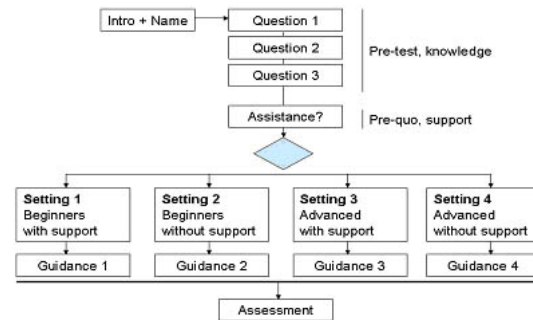 Intro + Name
Question 1
Question 2
Question 3
Pre-test, knowledge
Assistance?
Pre-quo, support
Setting 1
Beginners
with support
Setting 2
Beginners
without support
Setting 3
Advanced
with support
Setting 4
Advanced
without support
Guidance 1
Guidance 2
Guidance 3
Guidance 4
Assessment